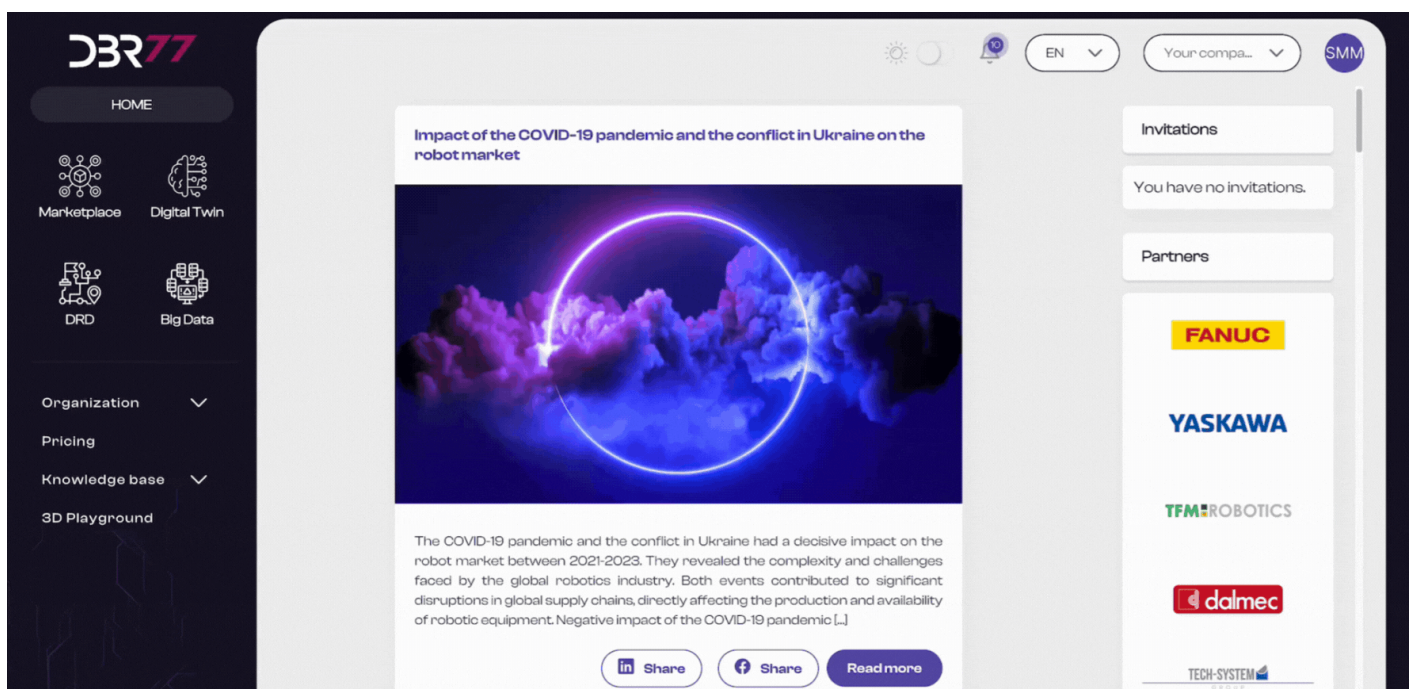 DBR77
HOME
Marketplace
Digital Twin
DRD
Big Data
Organization
Pricing
Knowledge base
3D Playground
10
EN
Your compa...
SMM
Impact of the COVID-19 pandemic and the conflict in Ukraine on the
robot market
The COVID-19 pandemic and the conflict in Ukraine had a decisive impact on the
robot market between 2021-2023. They revealed the complexity and challenges
faced by the global robotics industry. Both events contributed to significant
disruptions in global supply chains, directly affecting the production and availability
of robotic equipment. Negative impact of the COVID-19 pandemic [...]
Share
Share
Read more
Invitations
You have no invitations.
Partners
FANUC
YASKAWA
TFM ROBOTICS
dalmec
TECH-SYSTEM
GROUP